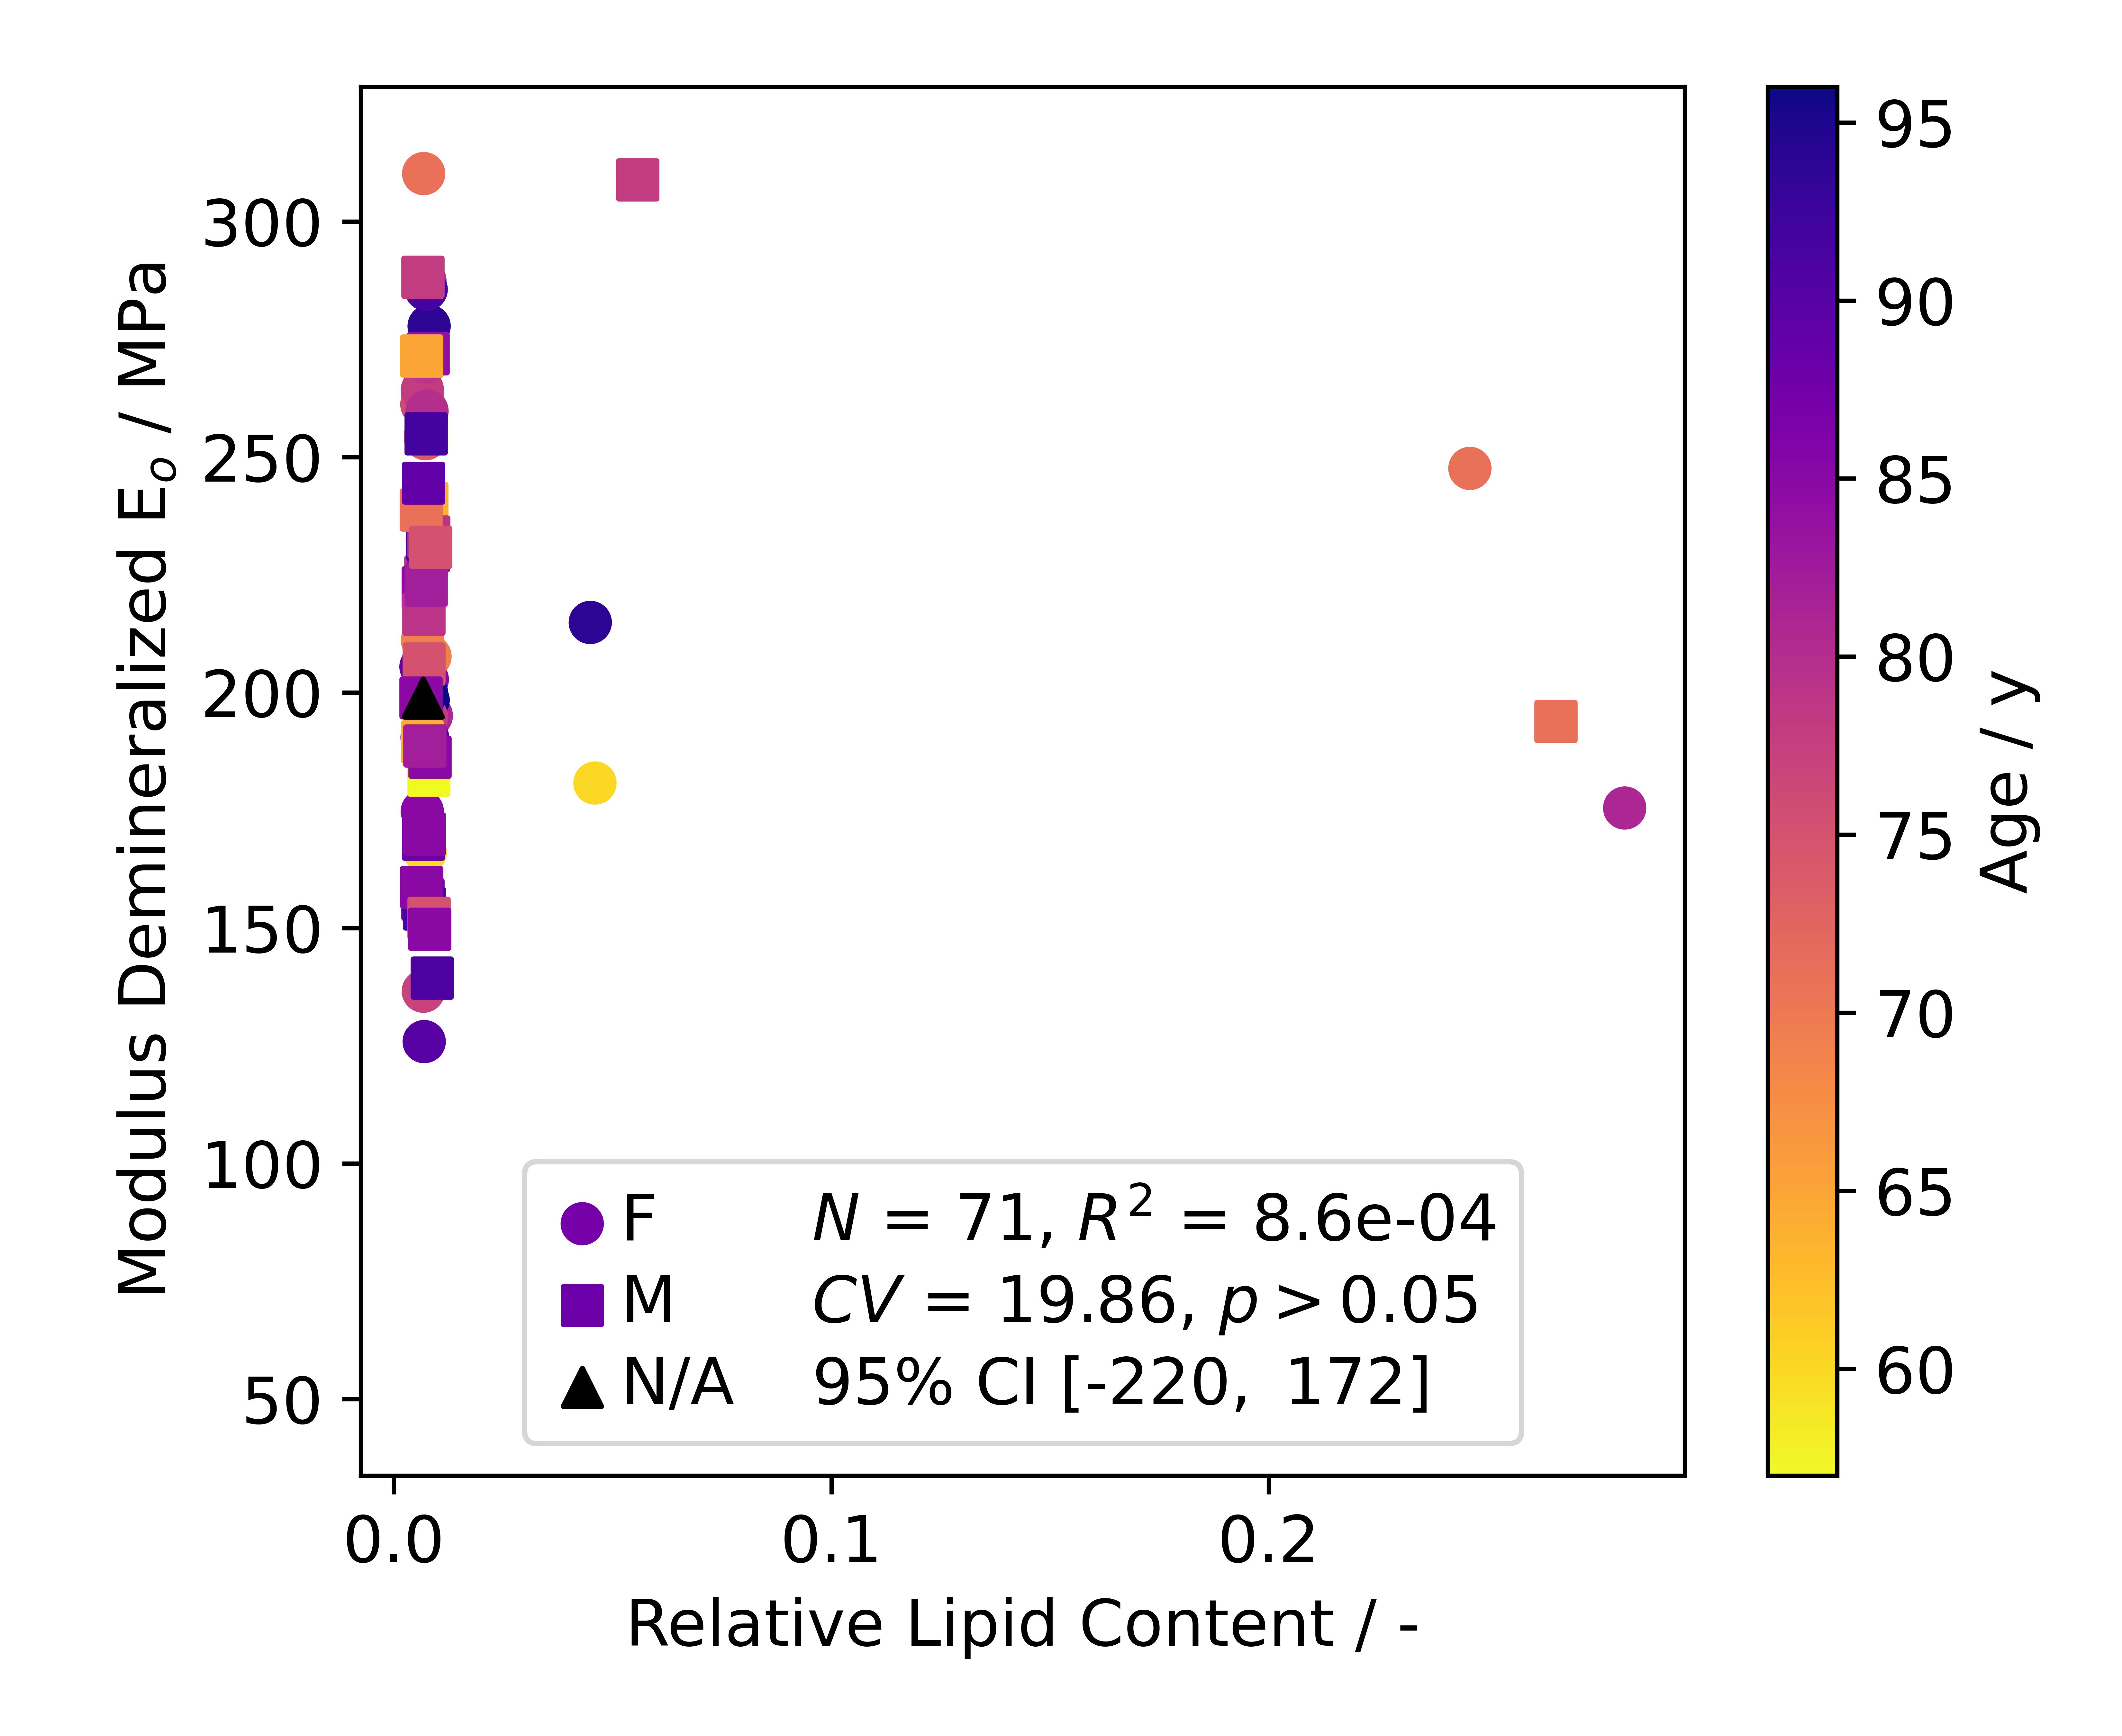 Modulus Demineralized E_o / MPa
300
250
200
150
100
50
F N = 71, R² = 8.6e-04
M CV = 19.86, p > 0.05
N/A 95% CI [-220, 172]
0.0 0.1 0.2
Relative Lipid Content / -
95
90
85
80
75
70
65
60
Age / y